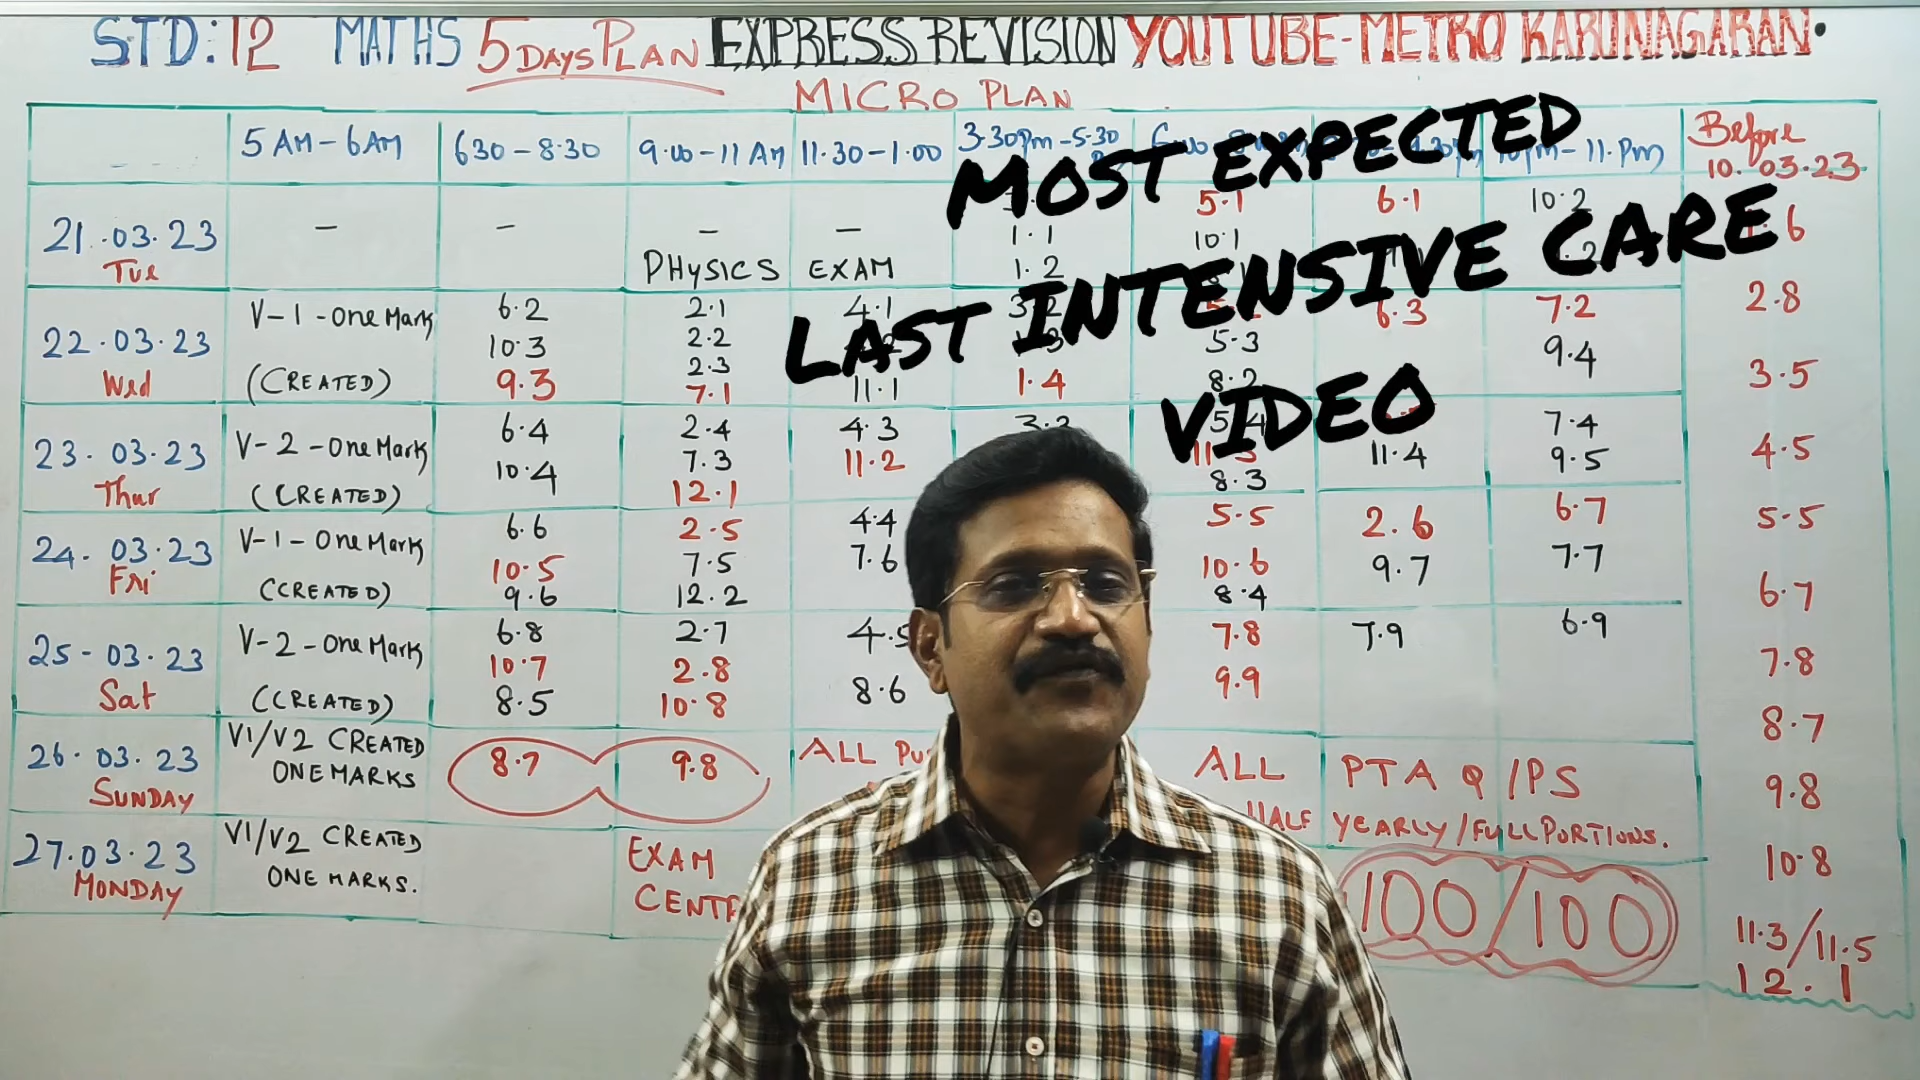 STD:12 MATHS 5 DAYS PLAN EXPRESS REVISION YOUTUBE-METRO KARUNAGARAN.
MICRO PLAN
MOST EXPECTED
LAST INTENSIVE CARE
VIDEO
5 AM-6AM 630-8:30 9.00-11 AM 11.30-1.00 3.30pm-5.30 10pm-11.Pm Before
10.03.23
21.03.23 - - - - 5.1 6.1 10.2
Tue 1.1 10.1
PHYSICS EXAM 1.2
22.03.23 V-1-One Mark 6.2 2.1 4.1 3.2 6.3 7.2 2.8
10.3 2.2 5.3 9.4
2.3
Wed (CREATED) 9.3 7.1 11.1 1.4 8.2 3.5
23.03.23 V-2-One Mark 6.4 2.4 4.3 5.4 7.4 4.5
10.4 7.3 11.2 11.4 9.5
Thur (CREATED) 12.1 8.3
24.03.23 V-1-One Mark 6.6 2.5 4.4 5.5 2.6 6.7 5.5
Fri 10.5 7.5 7.6 10.6 9.7 7.7
(CREATED) 9.6 12.2 8.4 6.7
25-03.23 V-2-One Mark 6.8 2.7 4.5 7.8 7.9 6.9
10.7 2.8 9.9 7.8
Sat (CREATED) 8.5 10.8 8.6
26.03.23 V1/V2 CREATED 8.7 9.8 ALL ALL PTA Q/PS 8.7
SUNDAY ONE MARKS 9.8
HALF YEARLY/FULL PORTIONS.
27.03.23 V1/V2 CREATED EXAM 10.8
MONDAY ONE MARKS. 100/100
11.3/11.5
12.1